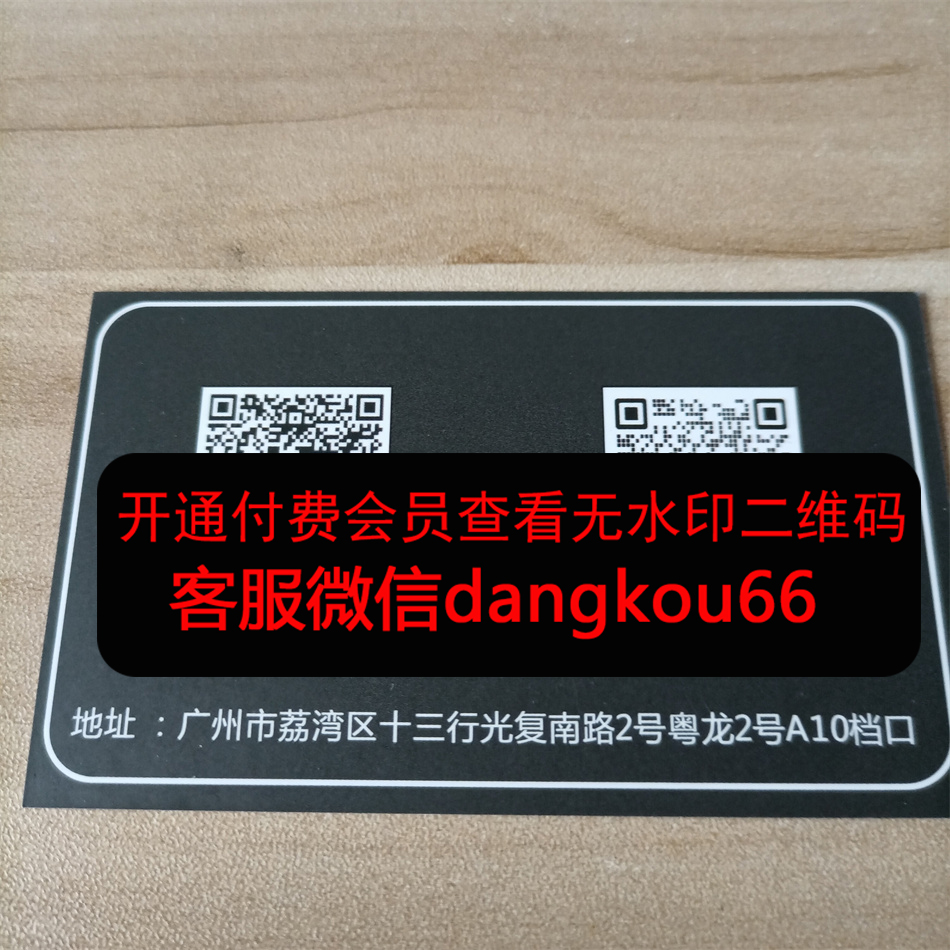 开通付费会员查看无水印二维码
客服微信dangkou66
地址 ：广州市荔湾区十三行光复南路2号粤龙2号A10档口